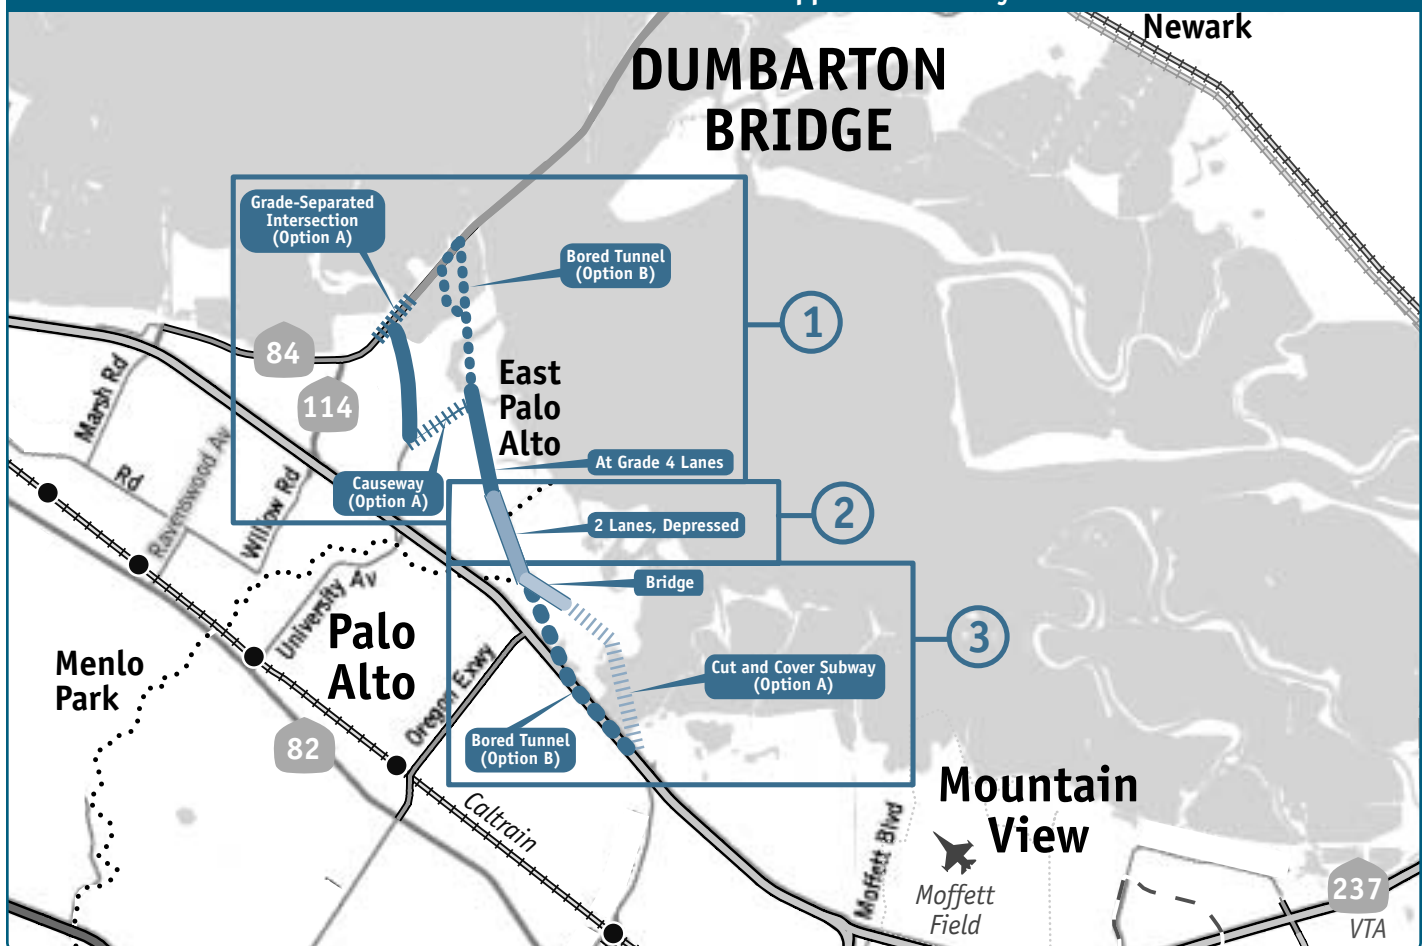 Newark
DUMBARTON
BRIDGE
Grade-Separated
Intersection
(Option A)
Bored Tunnel
(Option B)
1
84
114
Marsh Rd
East
Palo
Alto
At Grade 4 Lanes
Causeway
(Option A)
Rd
Ravenswood Av
Willow Rd
2
2 Lanes, Depressed
Bridge
University Av
Palo
Alto
Menlo
Park
3
Cut and Cover Subway
(Option A)
Oregon Exwy
82
Bored Tunnel
(Option B)
Caltrain
Mountain
View
Moffett Blvd
Moffett
Field
237
VTA